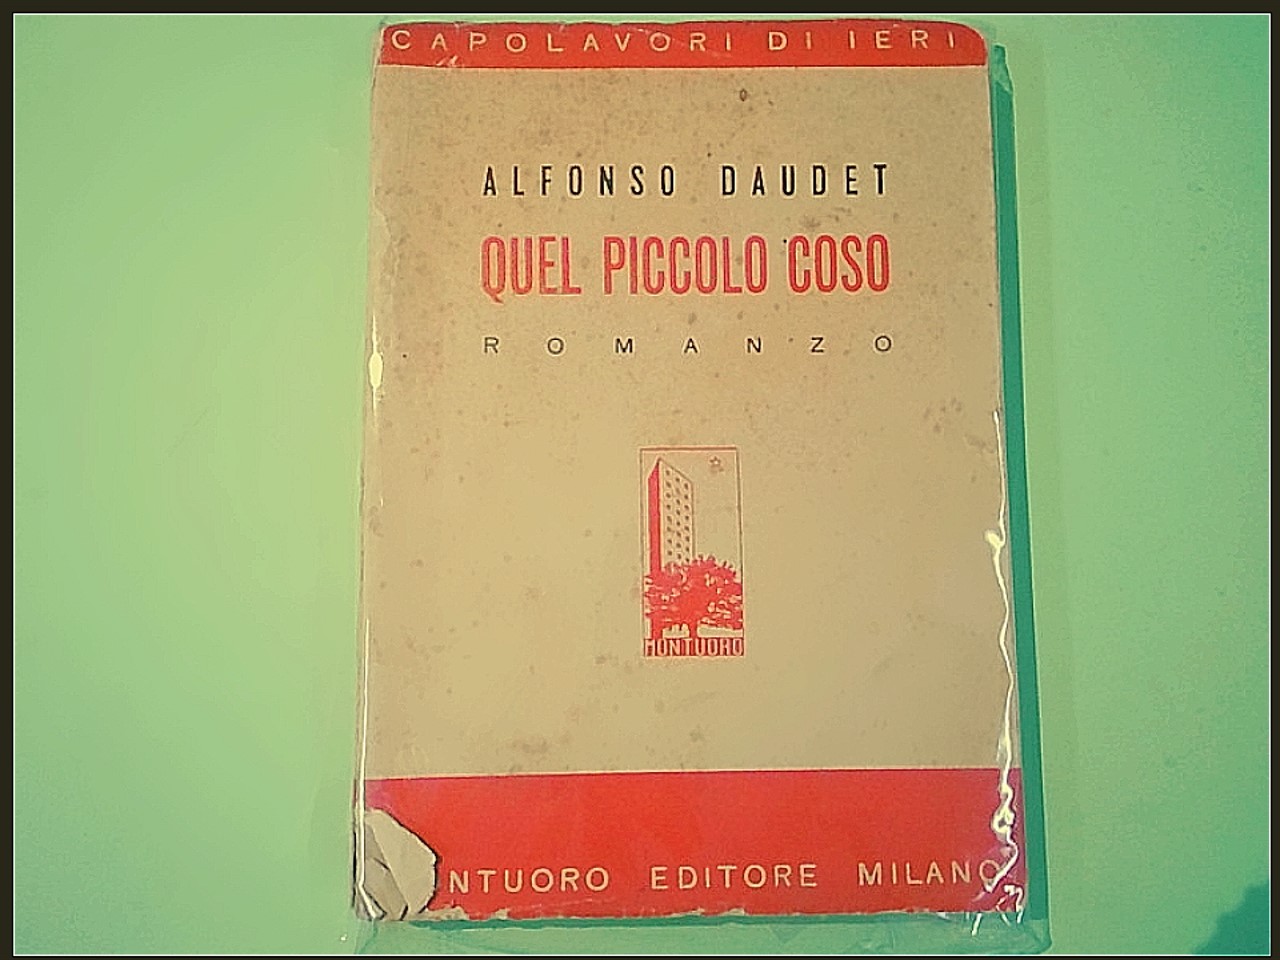 CAPOLAVORI DI IERI
ALFONSO DAUDET
QUEL PICCOLO COSO
ROMANZO
MONTUORO
NTUORO EDITORE MILANO